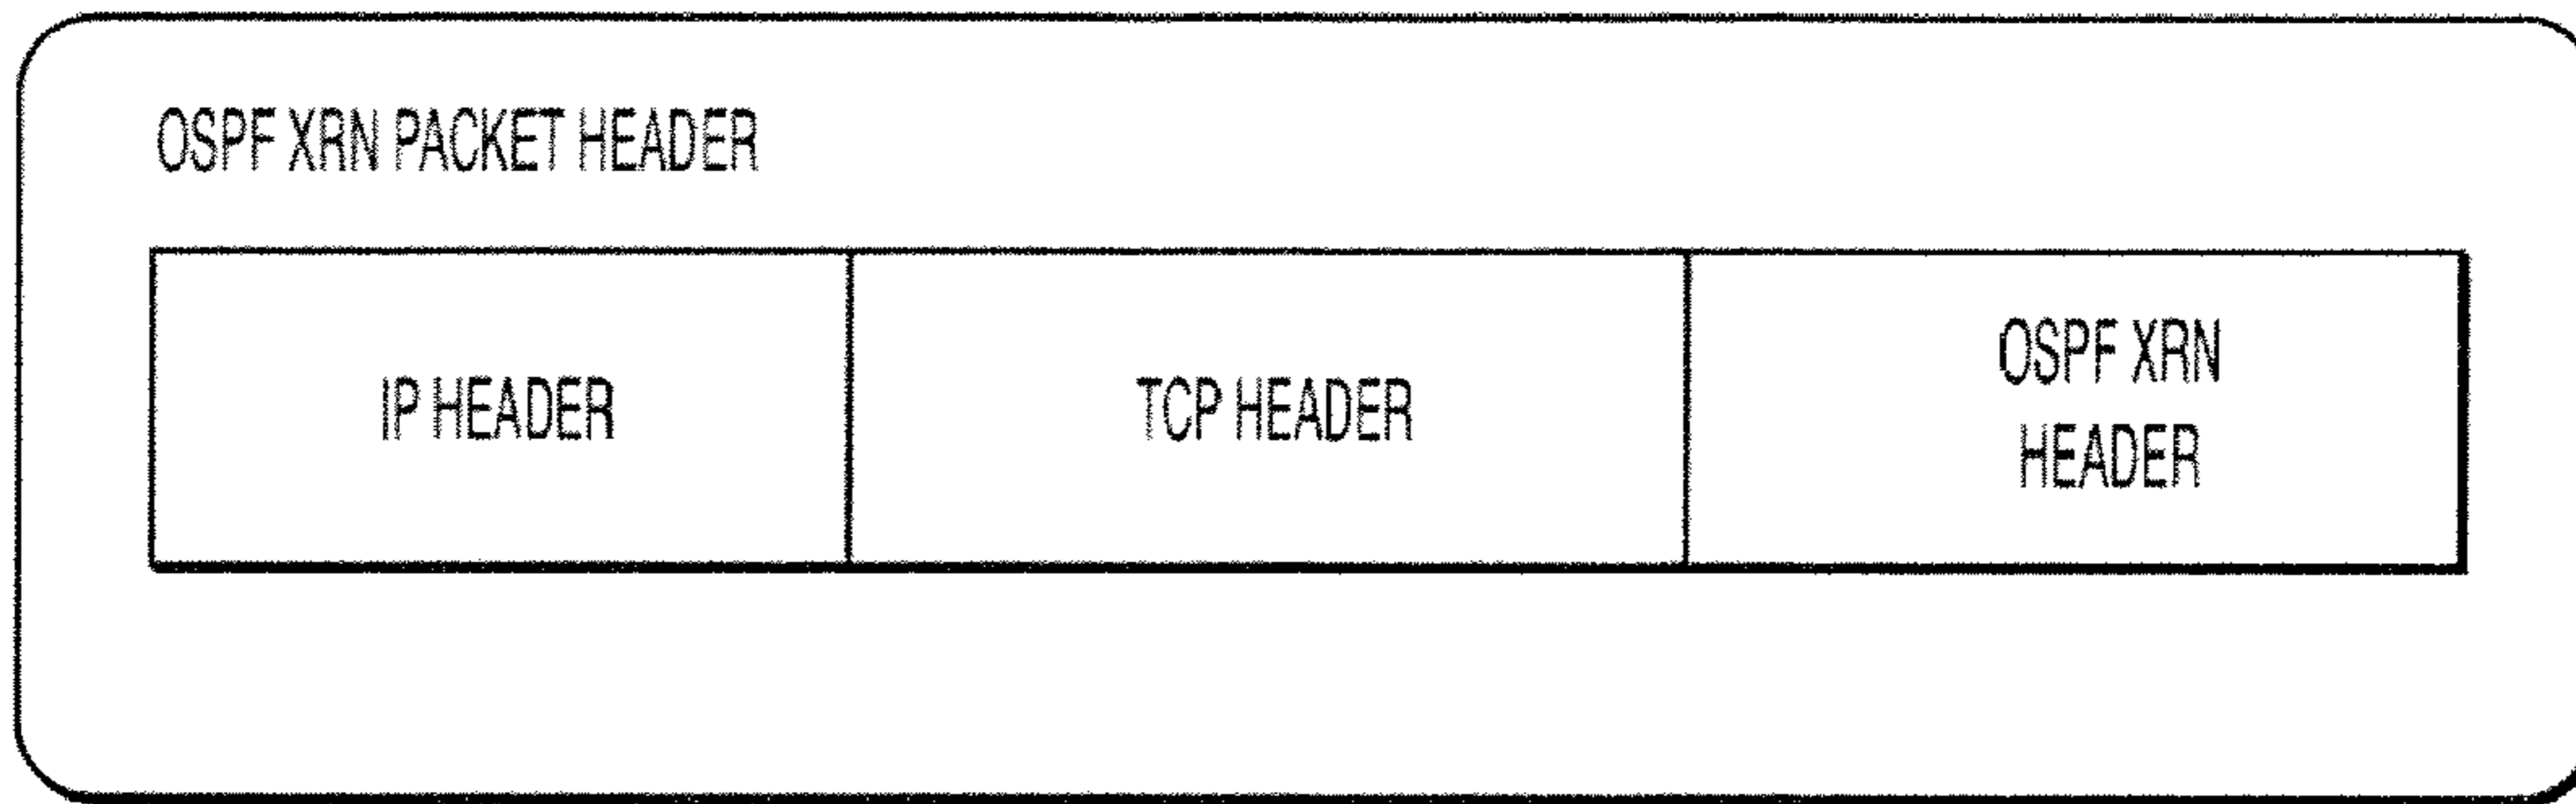 OSPF XRN PACKET HEADER
IP HEADER
TCP HEADER
OSPF XRN
HEADER